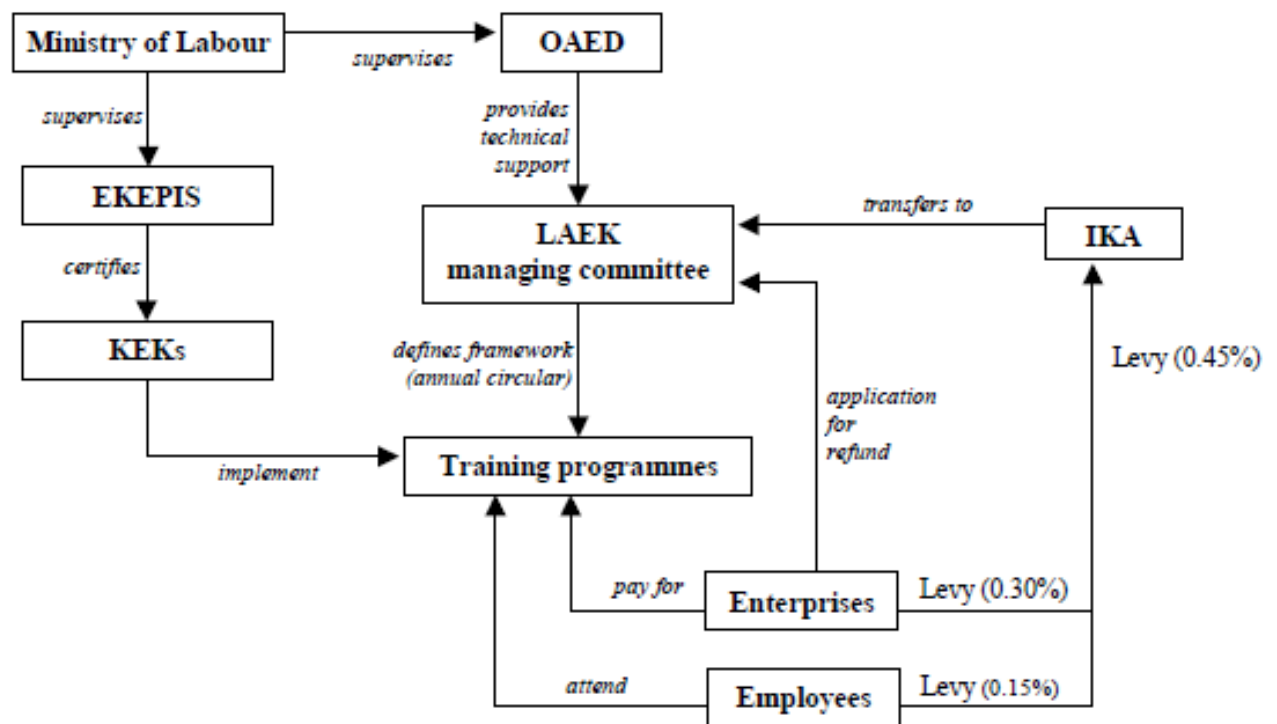 Ministry of Labour
supervises
OAED
supervises
provides
technical
support
EKEPIS
certifies
LAEK
managing committee
transfers to
IKA
KEKs
defines framework
(annual circular)
Levy (0.45%)
application
for
refund
implement
Training programmes
pay for
Enterprises
Levy (0.30%)
attend
Employees
Levy (0.15%)